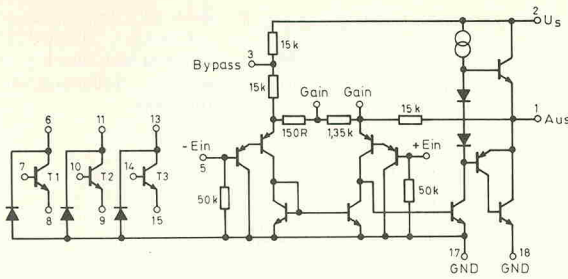 2 Us
15k
3
Bypass
15k
Gain Gain
15k
1 Aus
150R 1,35k
6 11 13
-Ein
5
+Ein
7 T1 10 T2 14 T3
50k
50k
8 9 15
17 18
GND GND